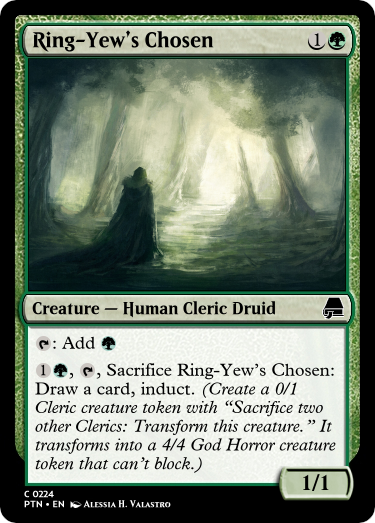 Ring-Yew's Chosen 1
Creature — Human Cleric Druid
: Add
1 , , Sacrifice Ring-Yew's Chosen:
Draw a card, induct. (Create a 0/1
Cleric creature token with “Sacrifice two
other Clerics: Transform this creature.” It
transforms into a 4/4 God Horror creature
token that can't block.)
1/1
C 0224
PTN • EN Alessia H. Valastro